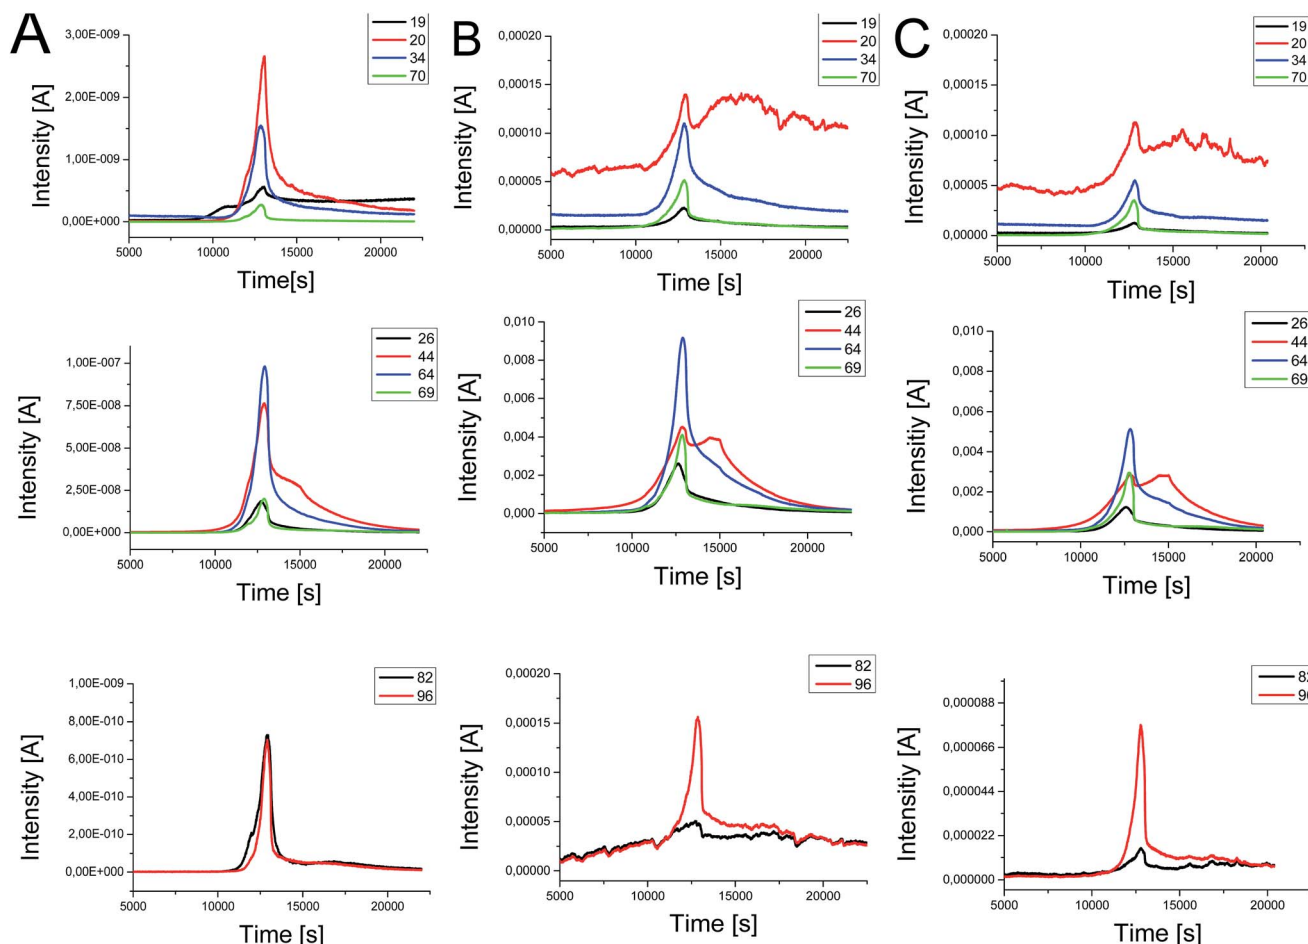 A
3,00E-009
2,00E-009
1,00E-009
0,00E+000
Intensity [A]
5000 10000 15000 20000
Time[s]
19
20
34
70
B
0,00020
0,00015
0,00010
0,00005
0,00000
Intensity [A]
5000 10000 15000 20000
Time [s]
19
20
34
70
C
0,00020
0,00015
0,00010
0,00005
0,00000
Intensitiy [A]
5000 10000 15000 20000
Time [s]
19
20
34
70
1,00E-007
7,50E-008
5,00E-008
2,50E-008
0,00E+000
Intensity [A]
5000 10000 15000 20000
Time [s]
26
44
64
69
0,010
0,008
0,006
0,004
0,002
0,000
Intensity [A]
5000 10000 15000 20000
Time [s]
26
44
64
69
0,010
0,008
0,006
0,004
0,002
0,000
Intensitiy [A]
5000 10000 15000 20000
Time [s]
26
44
64
69
1,00E-009
8,00E-010
6,00E-010
4,00E-010
2,00E-010
0,00E+000
Intensity [A]
5000 10000 15000 20000
Time [s]
82
96
0,00020
0,00015
0,00010
0,00005
0,00000
Intensity [A]
5000 10000 15000 20000
Time [s]
82
96
0,000088
0,000066
0,000044
0,000022
0,000000
Intensitiy [A]
5000 10000 15000 20000
Time [s]
82
96